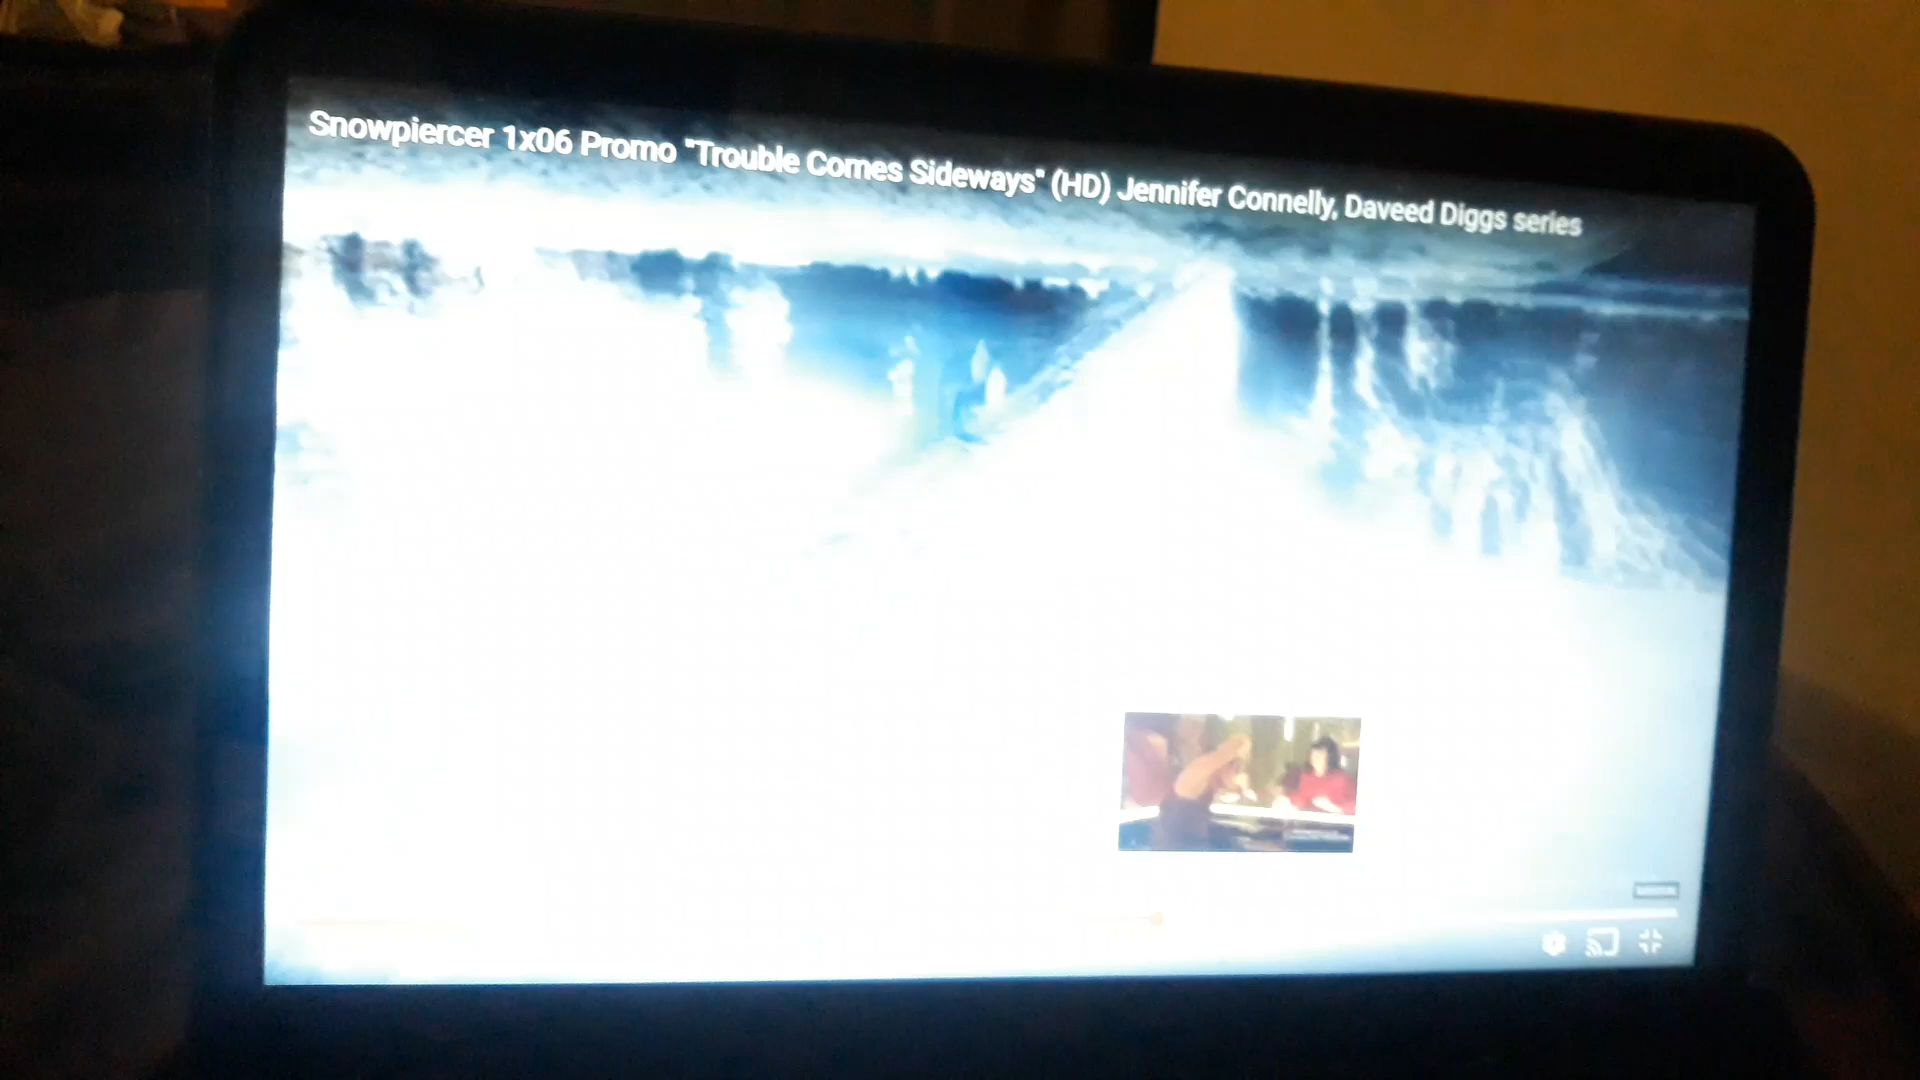 Snowpiercer 1x06 Promo "Trouble Comes Sideways" (HD) Jennifer Connelly, Daveed Diggs series